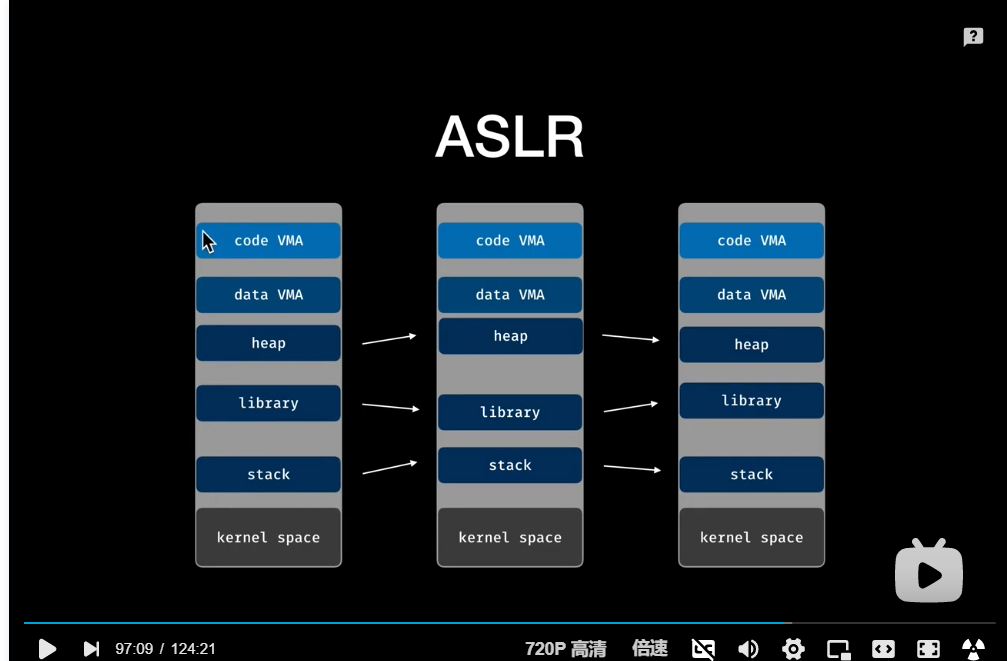 ?
ASLR
code VMA
code VMA
code VMA
data VMA
data VMA
data VMA
heap
heap
heap
library
library
library
stack
stack
stack
kernel space
kernel space
kernel space
97:09 / 124:21
720P 高清
倍速